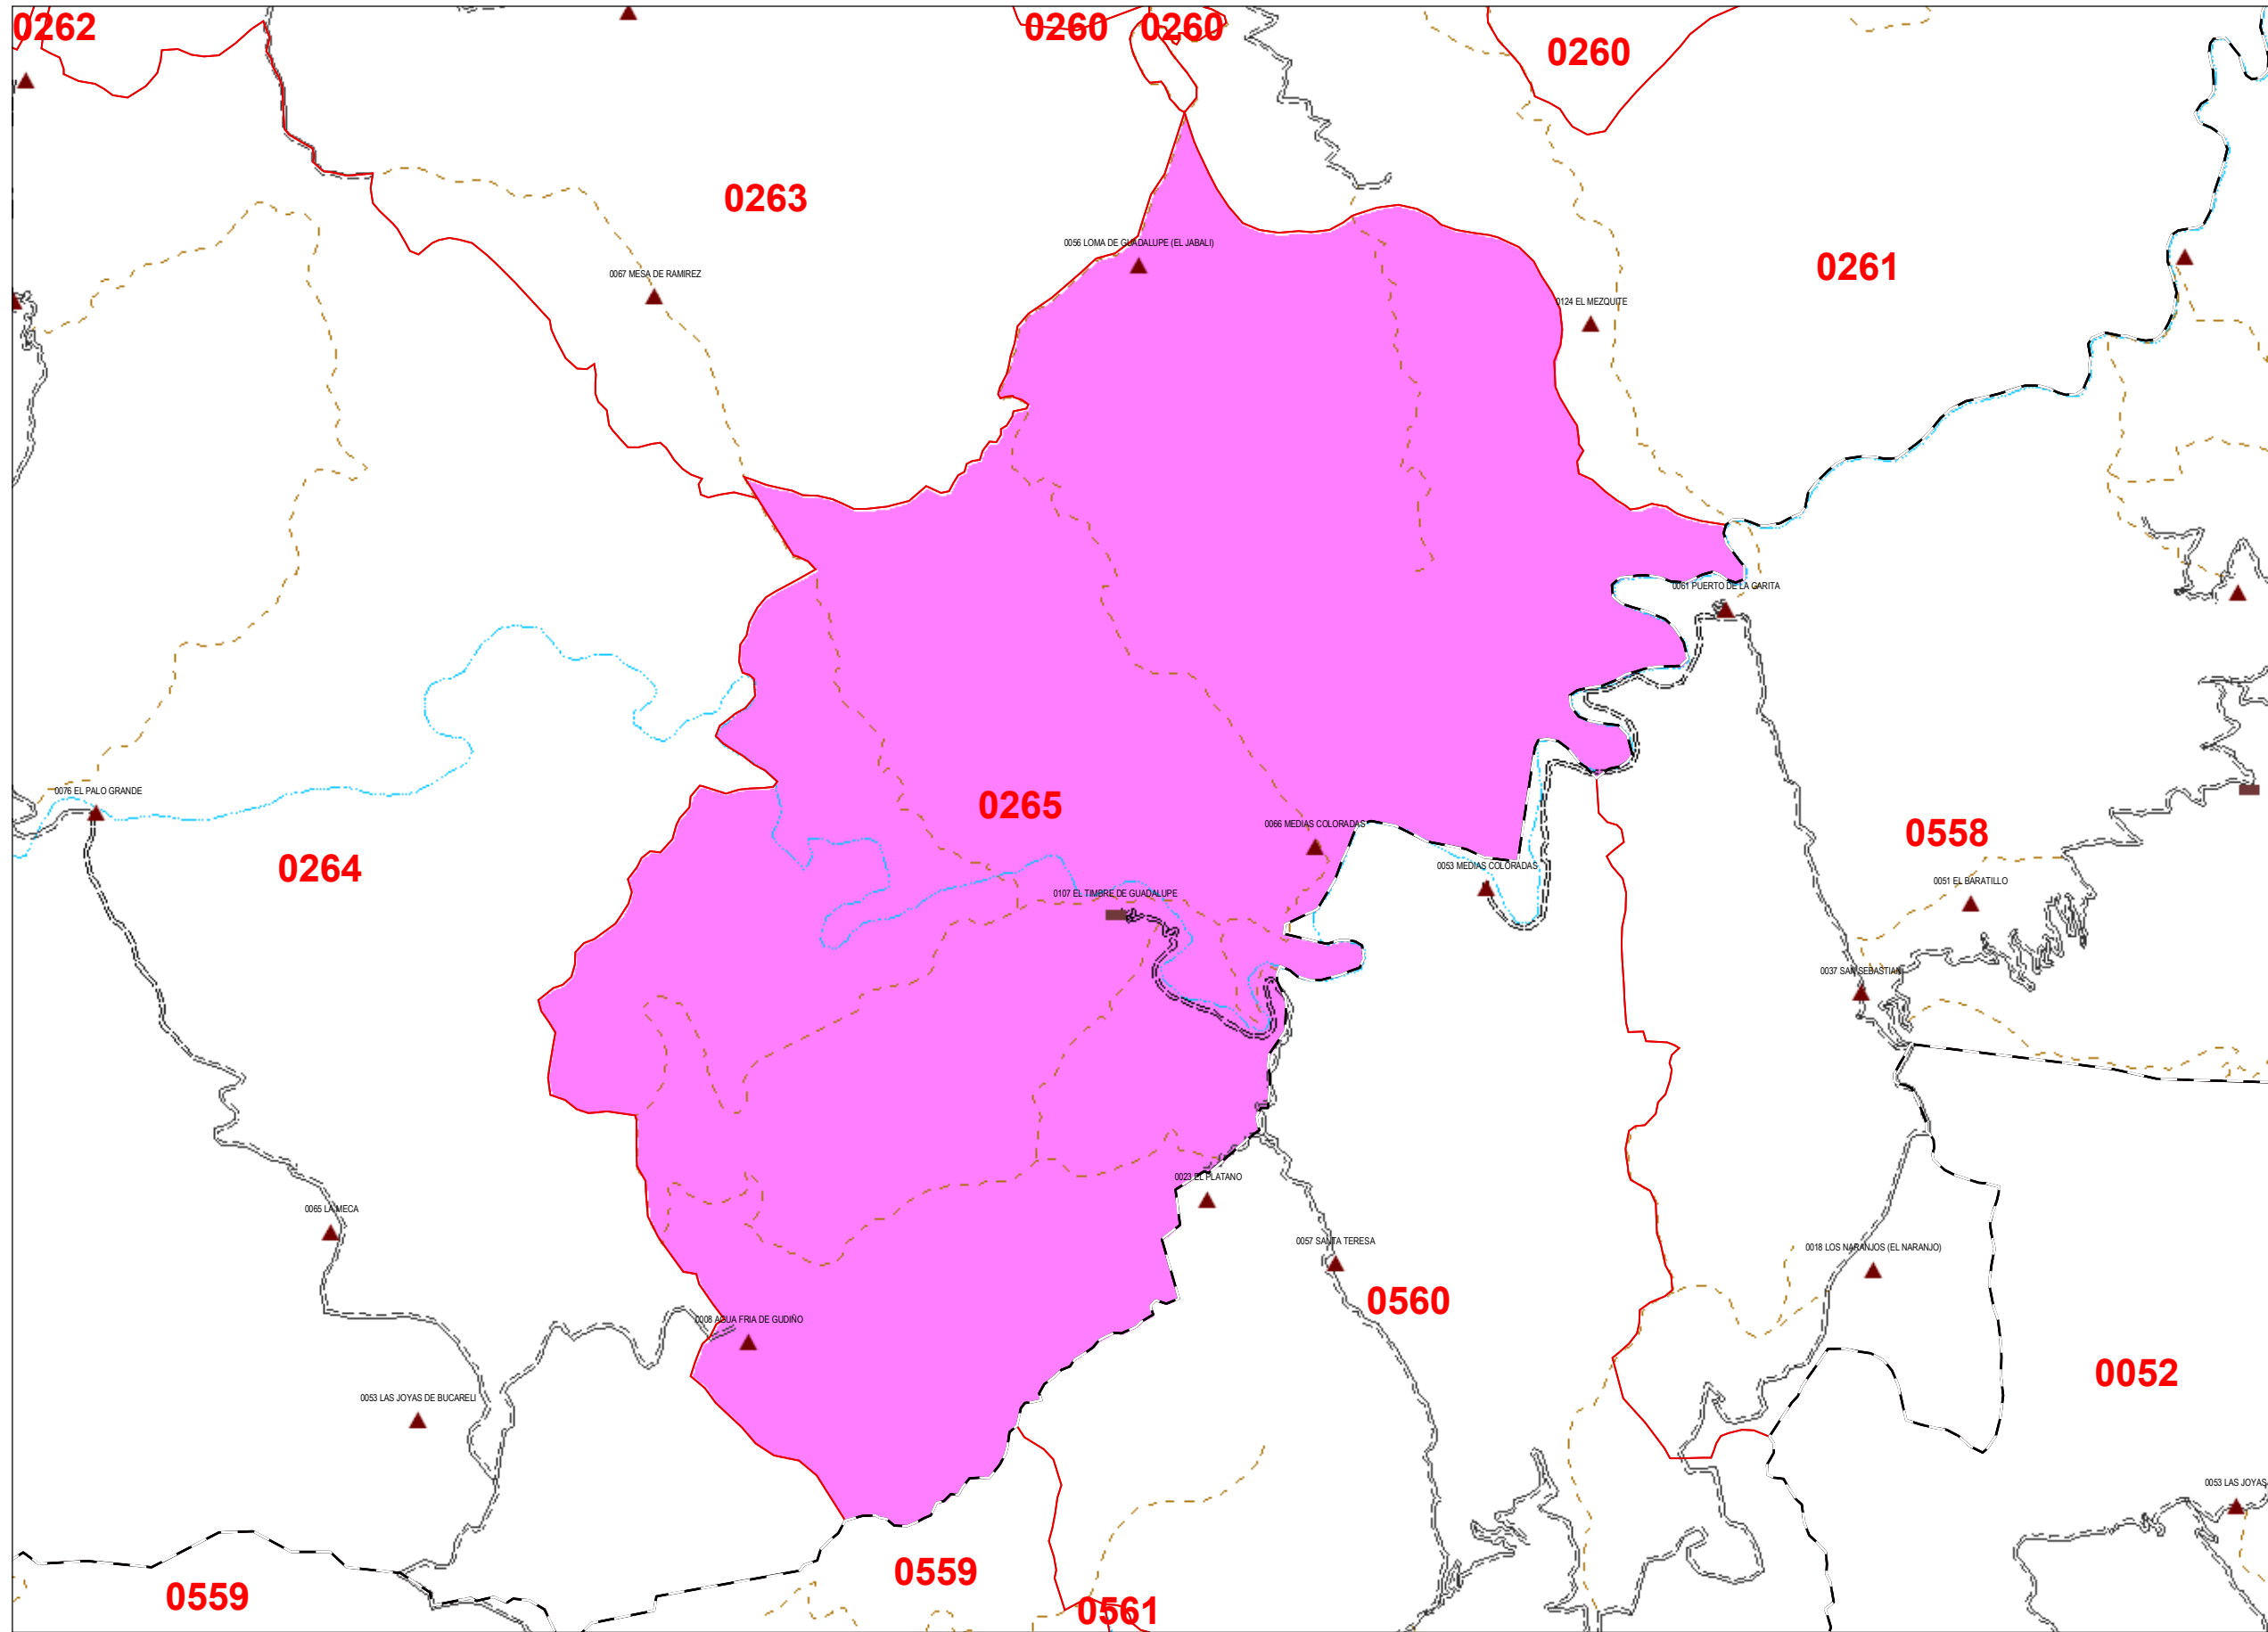 0262
0260
0260
0260
0263
0056 LOMA DE GUADALUPE (EL JABALI)
0067 MESA DE RAMIREZ
0261
0124 EL MEZQUITE
0061 PUERTO DE LA GARITA
0076 EL PALO GRANDE
0265
0066 MEDIAS COLORADAS
0558
0264
0053 MEDIAS COLORADAS
0051 EL BARATILLO
0107 EL TIMBRE DE GUADALUPE
0037 SAN SEBASTIAN
0023 EL PLATANO
0065 LA MECA
0057 SANTA TERESA
0018 LOS NARANJOS (EL NARANJO)
0560
0008 AGUA FRIA DE GUDIÑO
0052
0053 LAS JOYAS DE BUCARELI
0053 LAS JOYAS
0559
0559
0561